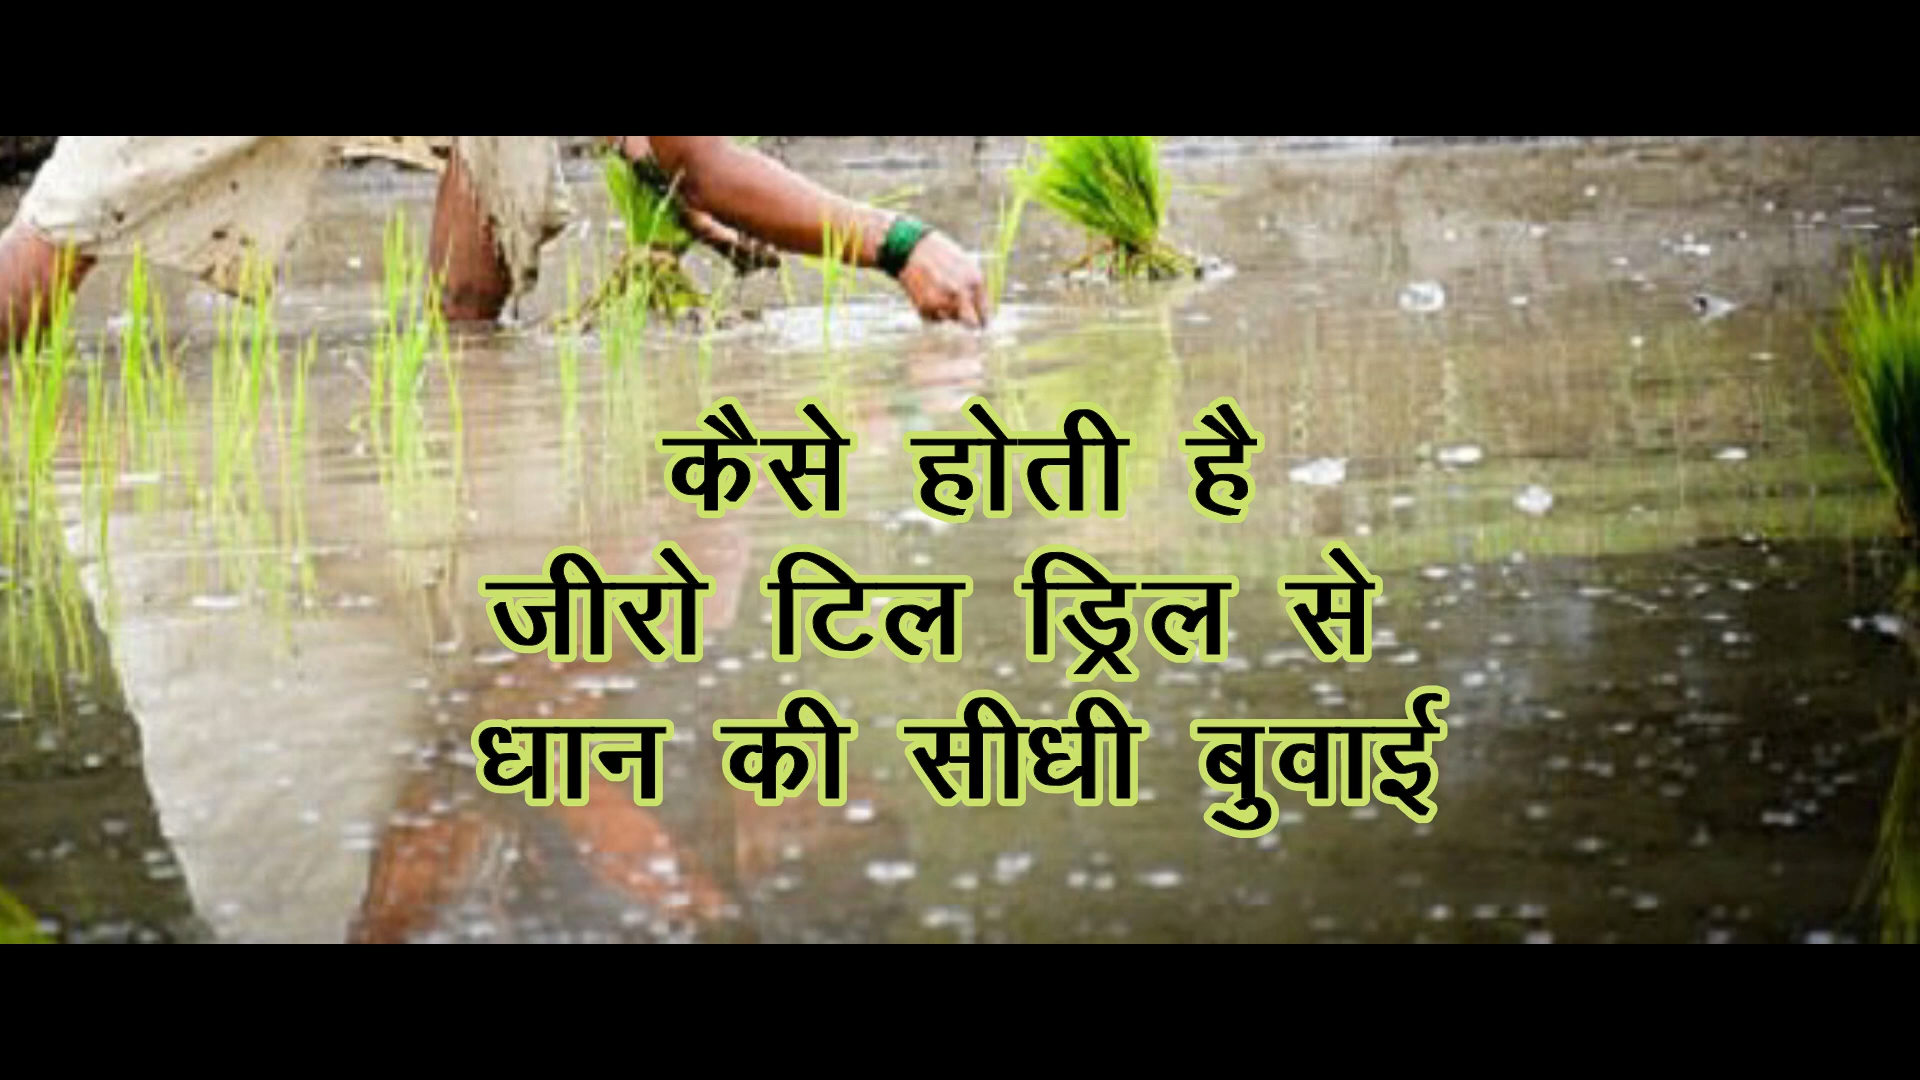 कैसे होती है
जीरो टिल ड्रिल से
धान की सीधी बुवाई